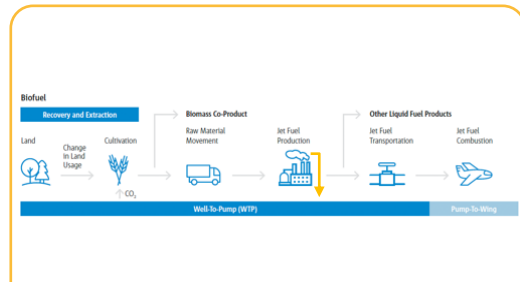 Biofuel
Recovery and Extraction
Biomass Co-Product
Other Liquid Fuel Products
Land
Change
In Land
Usage
Cultivation
Raw Material
Movement
Jet Fuel
Production
Jet Fuel
Transportation
Jet Fuel
Combustion
CO₂
Well-To-Pump (WTP)
Pump-To-Wing